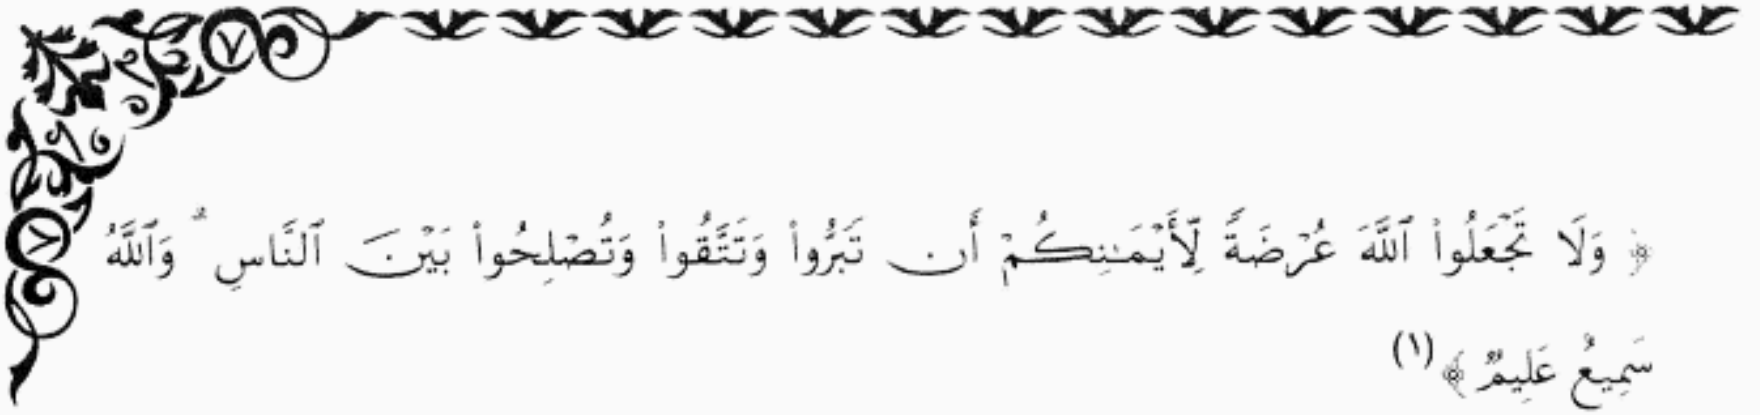 ﴿ وَلَا تَجۡعَلُواْ ٱللَّهَ عُرۡضَةٗ لِّأَيۡمَٰنِكُمۡ أَن تَبَرُّواْ وَتَتَّقُواْ وَتُصۡلِحُواْ بَيۡنَ ٱلنَّاسِۚ وَٱللَّهُ
سَمِيعٌ عَلِيمٞ ﴾(١)